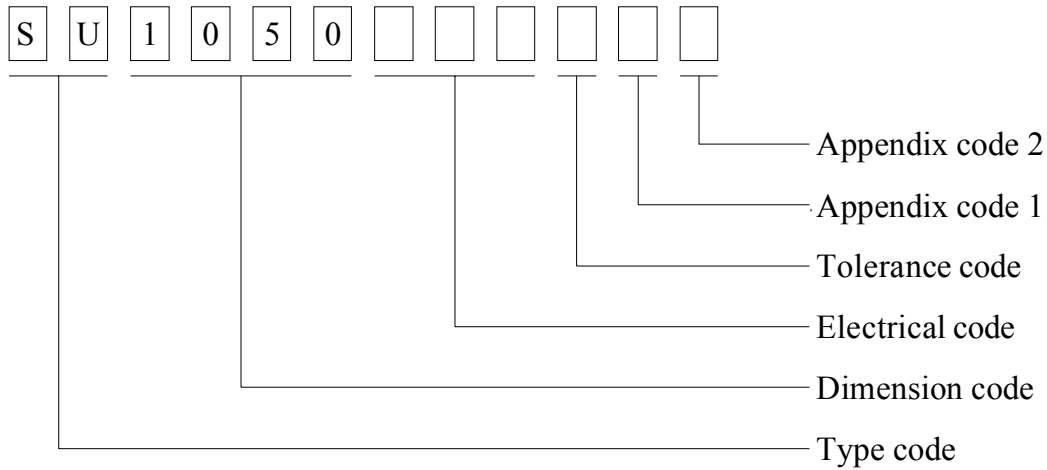 S U 1 0 5 0
Appendix code 2
Appendix code 1
Tolerance code
Electrical code
Dimension code
Type code